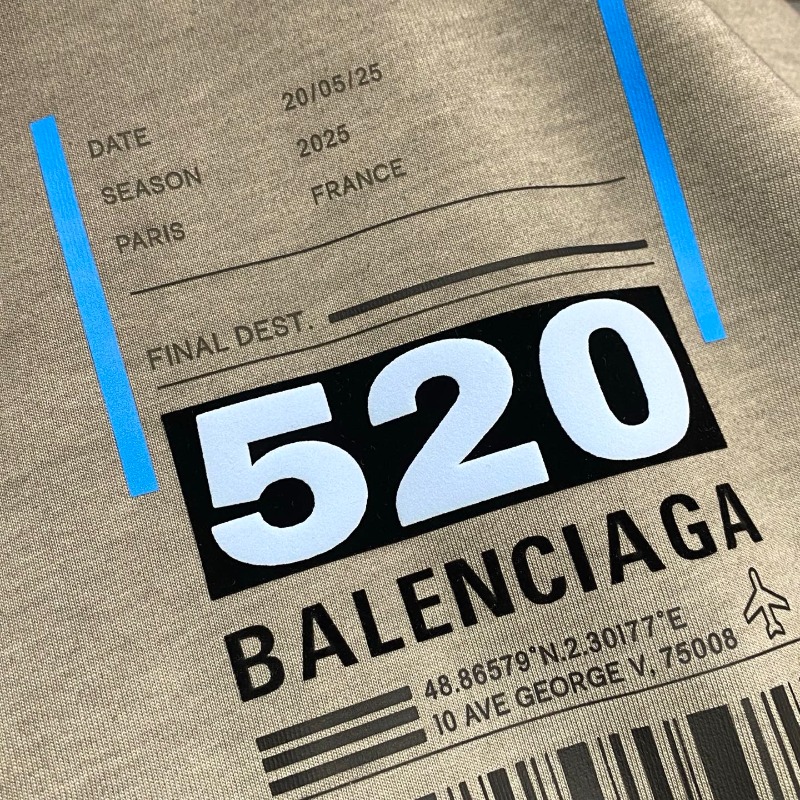 DATE 20/05/25
SEASON 2025
PARIS FRANCE
FINAL DEST.
520
BALENCIAGA
48.86579°N.2.30177°E
10 AVE GEORGE V, 75008